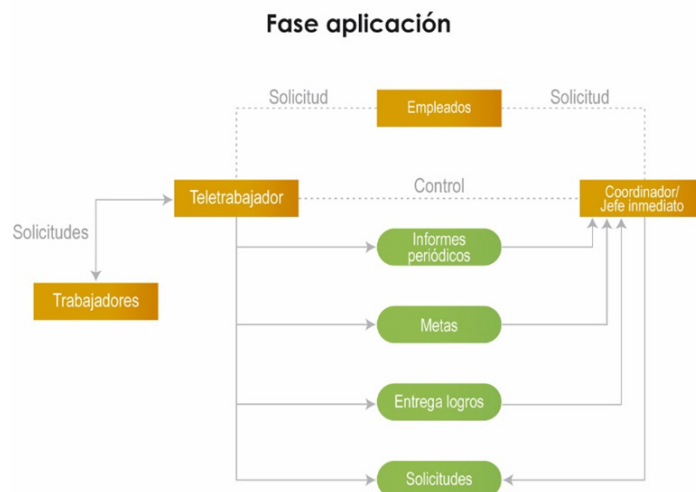 Fase aplicación
Solicitud
Empleados
Solicitud
Teletrabajador
Control
Coordinador/
Jefe inmediato
Solicitudes
Informes
periódicos
Trabajadores
Metas
Entrega logros
Solicitudes